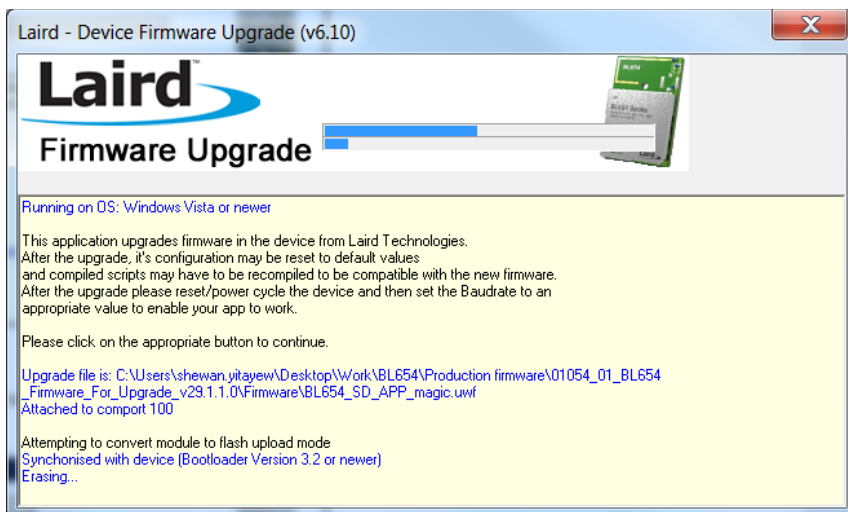 Laird - Device Firmware Upgrade (v6.10)
X
Laird™
BL654
Firmware Upgrade
Running on OS: Windows Vista or newer
This application upgrades firmware in the device from Laird Technologies.
After the upgrade, it's configuration may be reset to default values
and compiled scripts may have to be recompiled to be compatible with the new firmware.
After the upgrade please reset/power cycle the device and then set the Baudrate to an
appropriate value to enable your app to work.
Please click on the appropriate button to continue.
Upgrade file is: C:\Users\shewan.yitayew\Desktop\Work\BL654\Production firmware\01054_01_BL654
_Firmware_For_Upgrade_v29.1.1.0\Firmware\BL654_SD_APP_magic.uwf
Attached to comport 100
Attempting to convert module to flash upload mode
Synchonised with device (Bootloader Version 3.2 or newer)
Erasing...